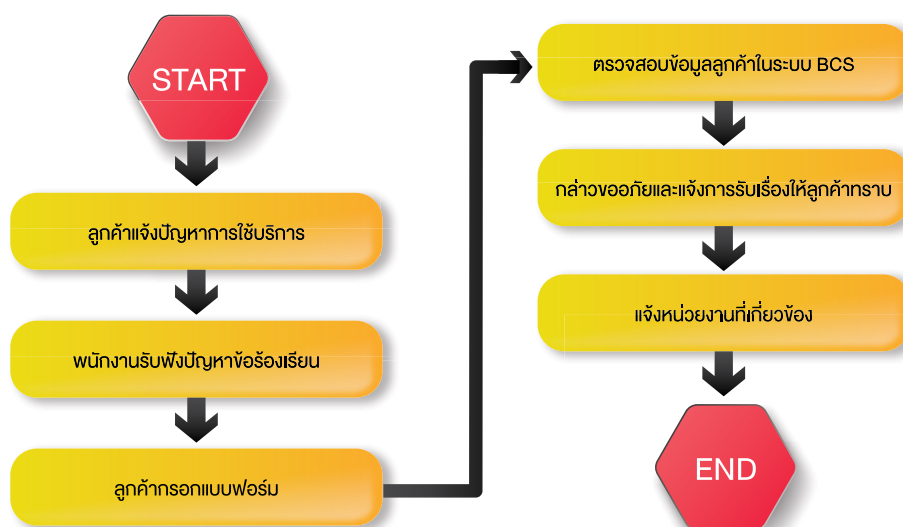 START
ลูกค้าแจ้งปัญหาการใช้บริการ
พนักงานรับฟังปัญหาข้อร้องเรียน
ลูกค้ากรอกแบบฟอร์ม
ตรวจสอบข้อมูลลูกค้าในระบบ BCS
กล่าวขออภัยและแจ้งการรับเรื่องให้ลูกค้าทราบ
แจ้งหน่วยงานที่เกี่ยวข้อง
END